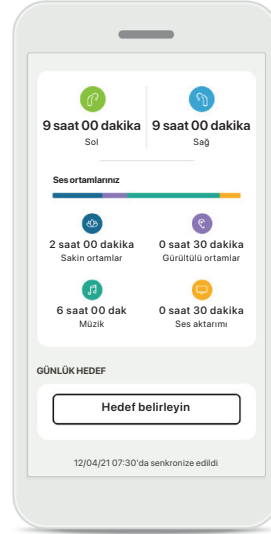 9 saat 00 dakika 9 saat 00 dakika
Sol Sağ
Ses ortamlarınız
2 saat 00 dakika 0 saat 30 dakika
Sakin ortamlar Gürültülü ortamlar
6 saat 00 dak 0 saat 30 dakika
Müzik Ses aktarımı
GÜNLÜK HEDEF
Hedef belirleyin
12/04/21 07:30'da senkronize edildi